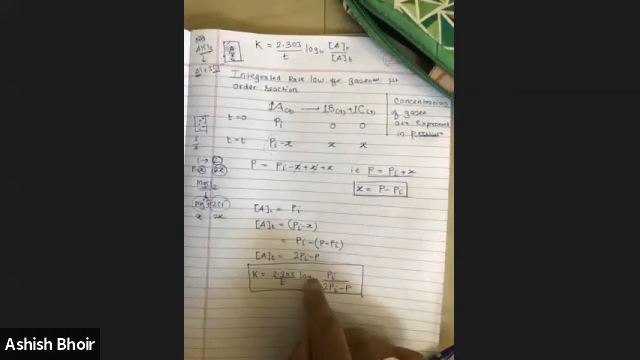 K = 2.303/t log₁₀ [A]₀/[A]t
Integrated Rate law for gaseous 1st
order reaction
1A(g) → 1B(g) + 1C(g)
Concentrations
of gases
are expressed
in pressure
t=0 Pi 0 0
t=t Pi-x x x
P = Pi-x+x+x i.e P = Pi+x
x = P-Pi
[A]₀ = Pi
[A]t = (Pi-x)
= Pi-(P-Pi)
[A]t = 2Pi-P
K = 2.303/t log₁₀ Pi/2Pi-P
x 2x
Ashish Bhoir